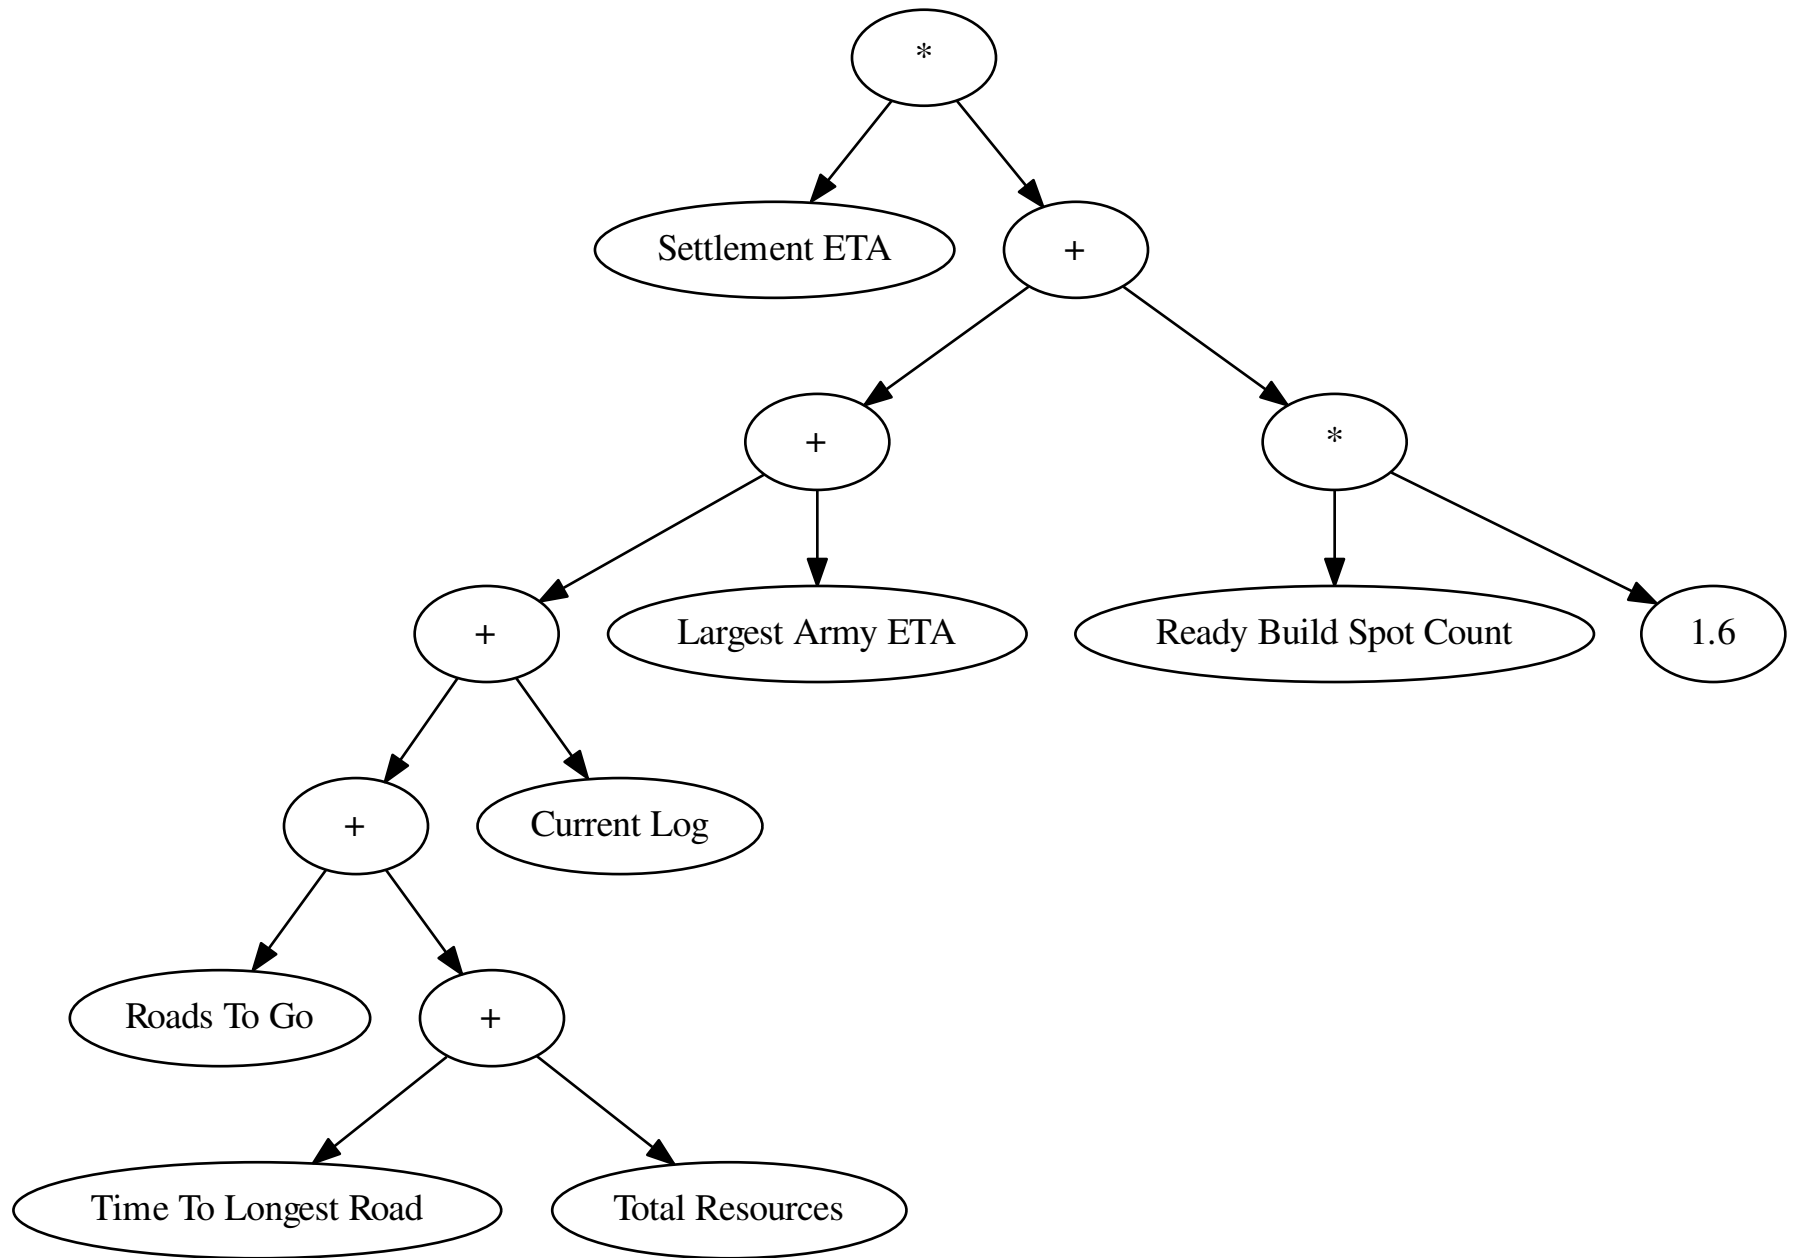 *
Settlement ETA
+
+
*
+
Largest Army ETA
Ready Build Spot Count
1.6
+
Current Log
Roads To Go
+
Time To Longest Road
Total Resources